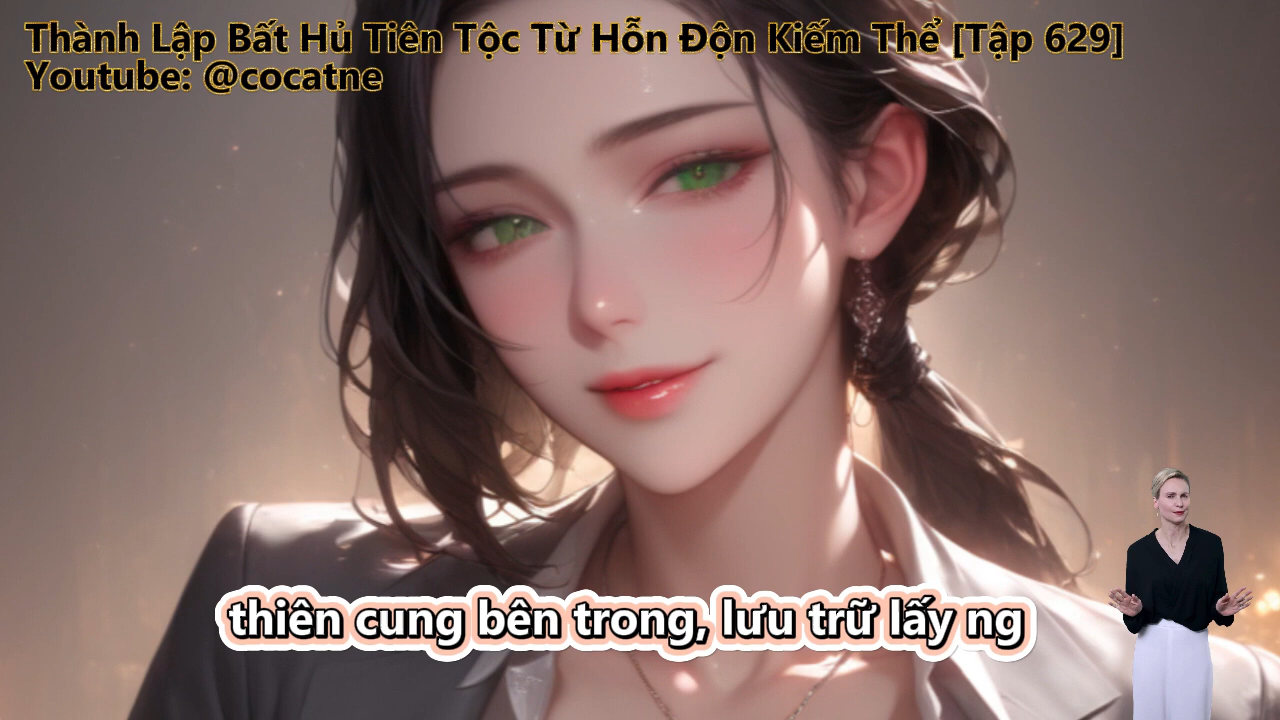 Thành Lập Bất Hủ Tiên Tộc Từ Hỗn Độn Kiếm Thể [Tập 629]
Youtube: @cocatne
thiên cung bên trong, lưu trữ lấy ng